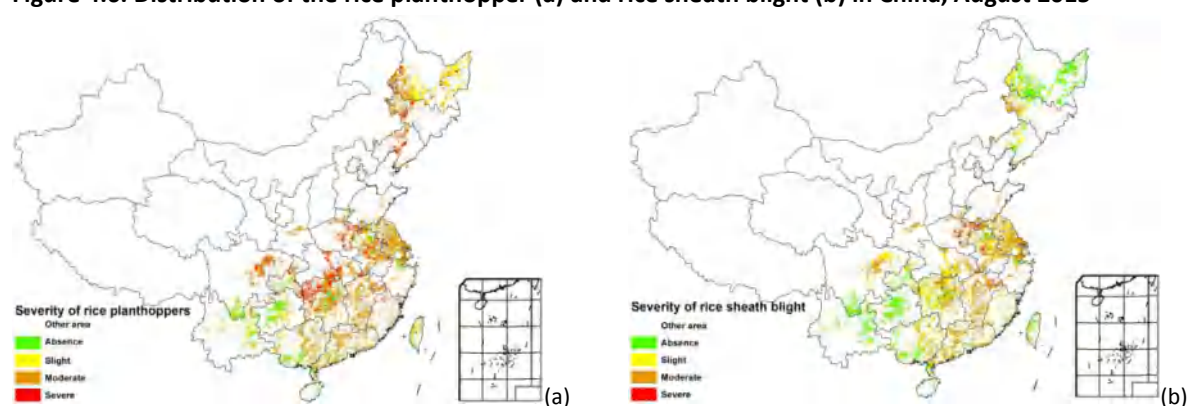 Figure 4.6. Distribution of the rice planthopper (a) and rice sheath blight (b) in China, August 2015
Severity of rice planthoppers
Other area
Absence
Slight
Moderate
Severe
(a)
Severity of rice sheath blight
Other area
Absence
Slight
Moderate
Severe
(b)